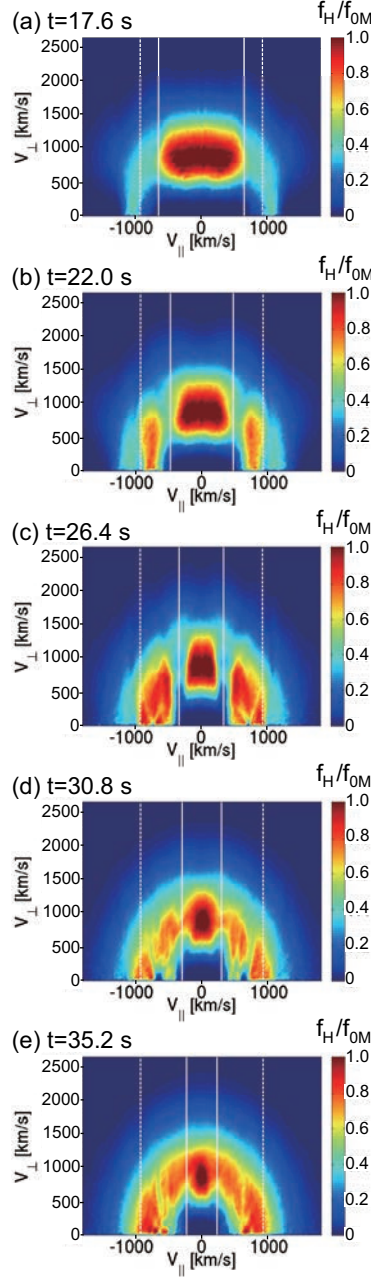 (a) t=17.6 s
f_H/f_0M
2500
2000
1500
1000
500
0
V_⊥ [km/s]
-1000 0 1000
V_|| [km/s]
1.0
0.8
0.6
0.4
0.2
0
(b) t=22.0 s
f_H/f_0M
2500
2000
1500
1000
500
0
V_⊥ [km/s]
-1000 0 1000
V_|| [km/s]
1.0
0.8
0.6
0.4
0.2
0
(c) t=26.4 s
f_H/f_0M
2500
2000
1500
1000
500
0
V_⊥ [km/s]
-1000 0 1000
V_|| [km/s]
1.0
0.8
0.6
0.4
0.2
0
(d) t=30.8 s
f_H/f_0M
2500
2000
1500
1000
500
0
V_⊥ [km/s]
-1000 0 1000
V_|| [km/s]
1.0
0.8
0.6
0.4
0.2
0
(e) t=35.2 s
f_H/f_0M
2500
2000
1500
1000
500
0
V_⊥ [km/s]
-1000 0 1000
V_|| [km/s]
1.0
0.8
0.6
0.4
0.2
0